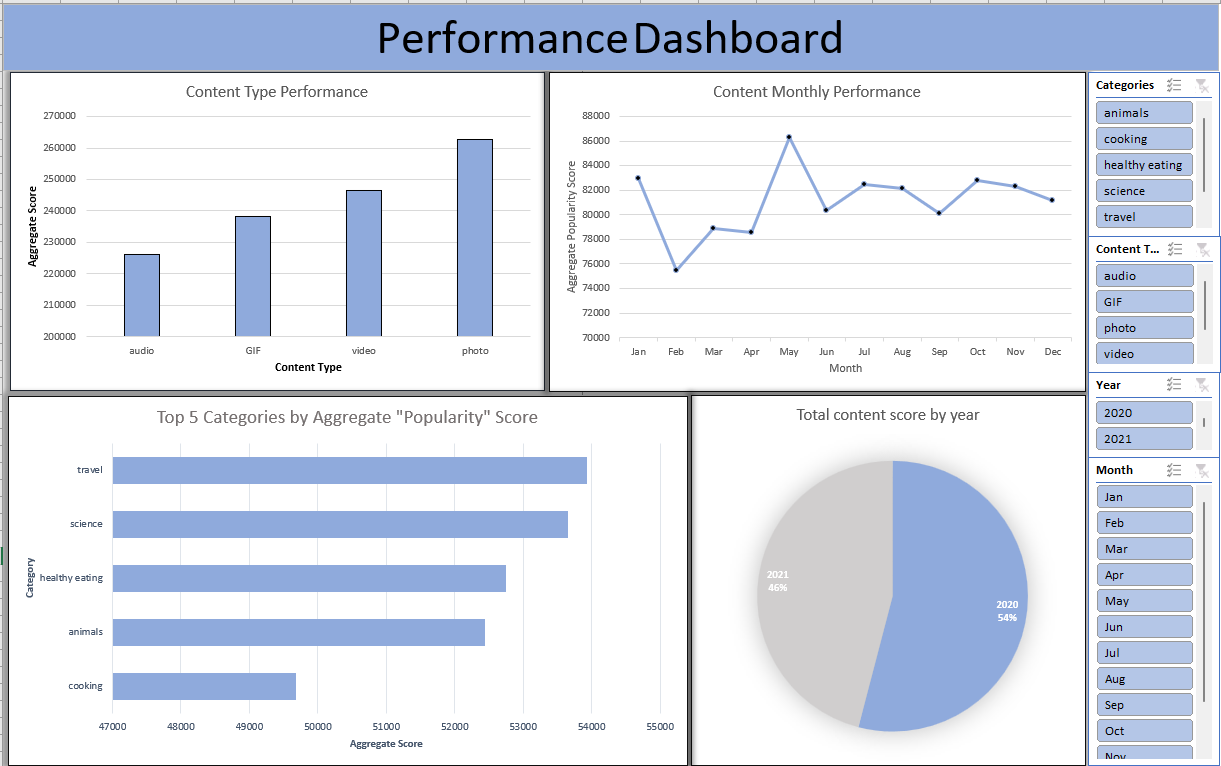 Performance Dashboard
Content Type Performance
270000
260000
250000
240000
230000
220000
210000
200000
Aggregate Score
audio GIF video photo
Content Type
Content Monthly Performance
88000
86000
84000
82000
80000
78000
76000
74000
72000
70000
Aggregate Popularity Score
Jan Feb Mar Apr May Jun Jul Aug Sep Oct Nov Dec
Month
Top 5 Categories by Aggregate "Popularity" Score
Category
travel
science
healthy eating
animals
cooking
47000 48000 49000 50000 51000 52000 53000 54000 55000
Aggregate Score
Total content score by year
2021
46%
2020
54%
Categories
animals
cooking
healthy eating
science
travel
Content T...
audio
GIF
photo
video
Year
2020
2021
Month
Jan
Feb
Mar
Apr
May
Jun
Jul
Aug
Sep
Oct
Nov